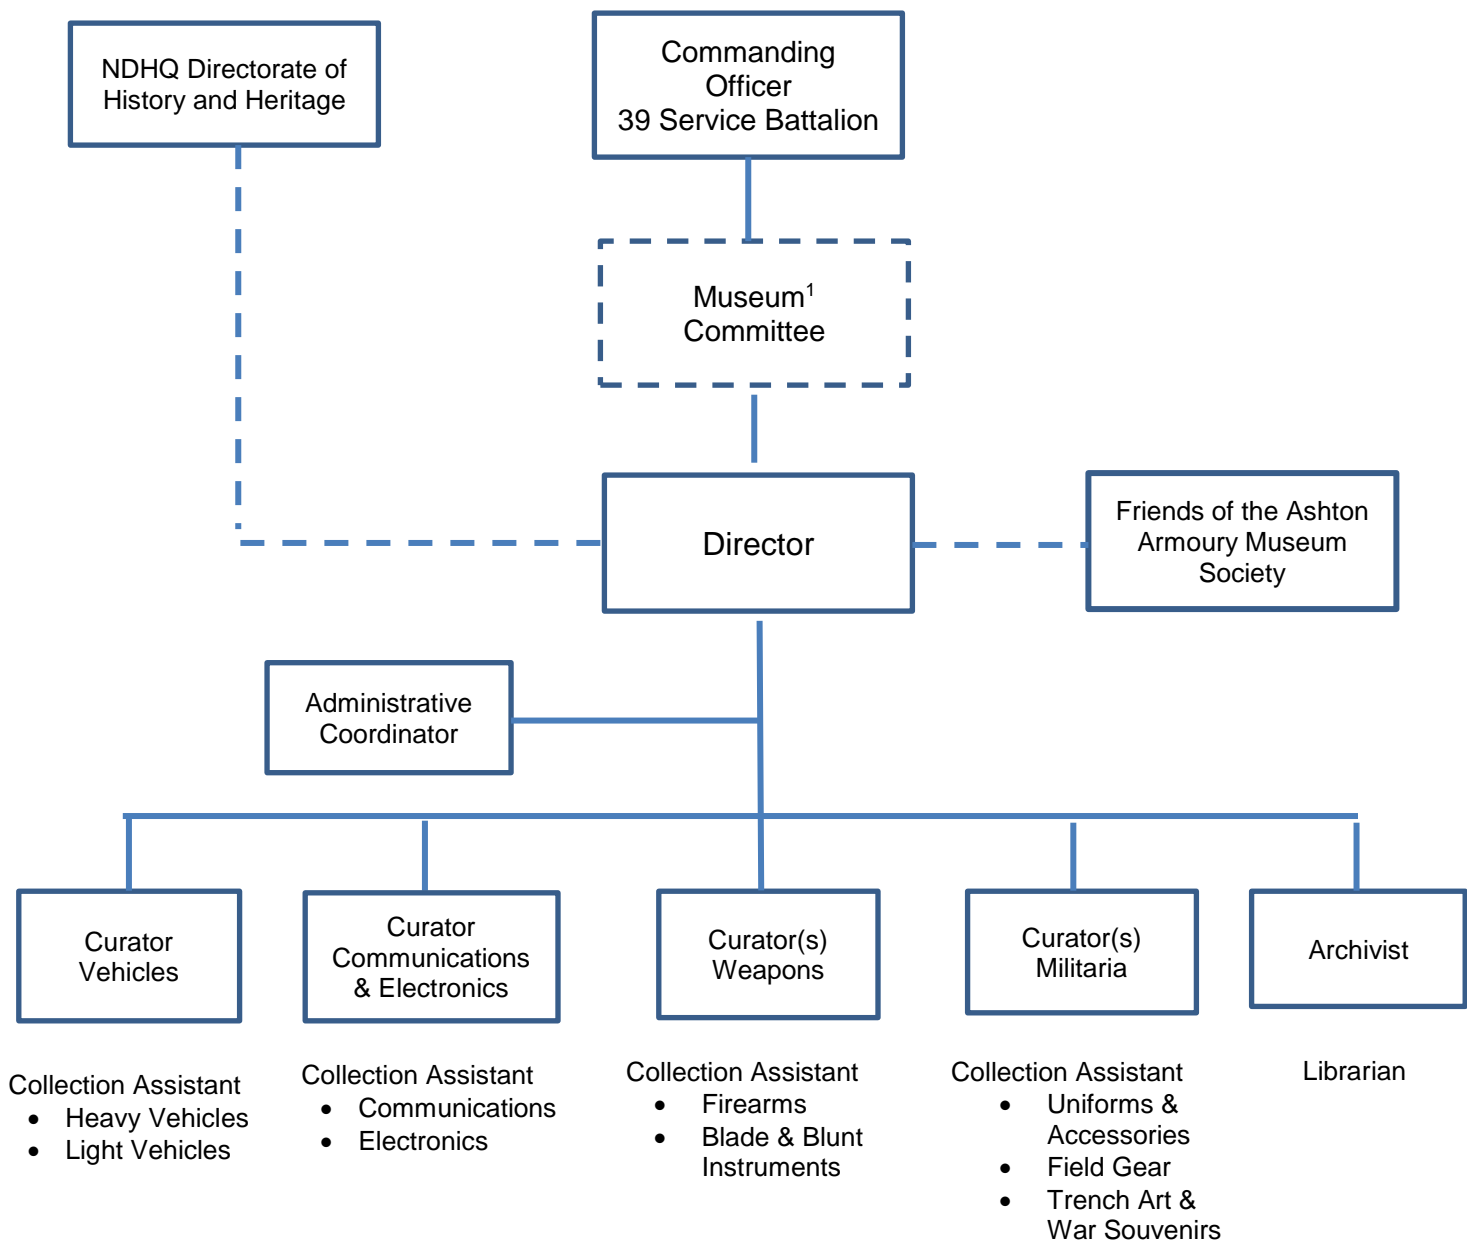 NDHQ Directorate of
History and Heritage
Commanding
Officer
39 Service Battalion
Museum¹
Committee
Director
Friends of the Ashton
Armoury Museum
Society
Administrative
Coordinator
Curator
Vehicles
Curator
Communications
& Electronics
Curator(s)
Weapons
Curator(s)
Militaria
Archivist
Collection Assistant
• Heavy Vehicles
• Light Vehicles
Collection Assistant
• Communications
• Electronics
Collection Assistant
• Firearms
• Blade & Blunt
Instruments
Collection Assistant
• Uniforms &
Accessories
• Field Gear
• Trench Art &
War Souvenirs
Librarian